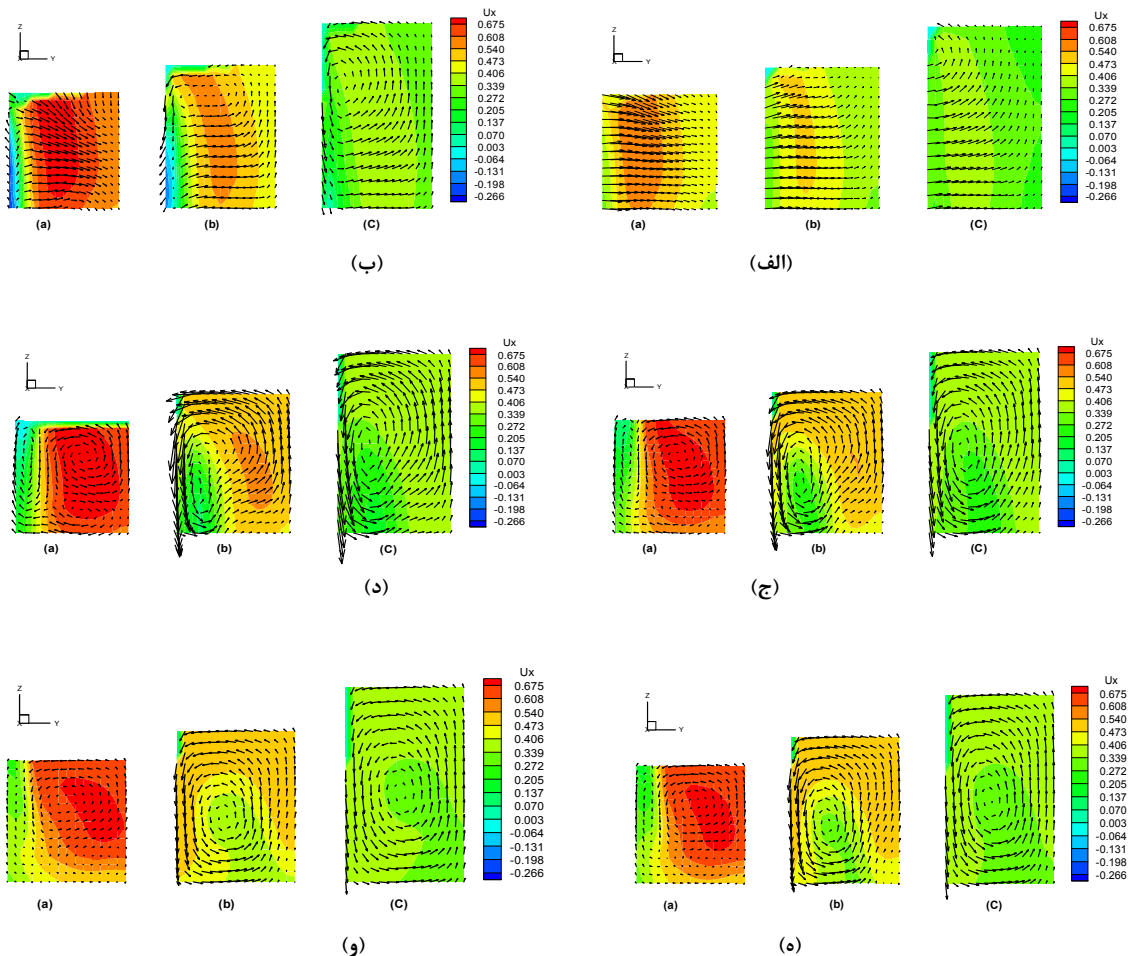 Z
X
Y
Ux
0.675
0.608
0.540
0.473
0.406
0.339
0.272
0.205
0.137
0.070
0.003
-0.064
-0.131
-0.198
-0.266
(a)
(b)
(C)
(الف)
Z
X
Y
Ux
0.675
0.608
0.540
0.473
0.406
0.339
0.272
0.205
0.137
0.070
0.003
-0.064
-0.131
-0.198
-0.266
(a)
(b)
(C)
(ب)
Z
X
Y
Ux
0.675
0.608
0.540
0.473
0.406
0.339
0.272
0.205
0.137
0.070
0.003
-0.064
-0.131
-0.198
-0.266
(a)
(b)
(C)
(ج)
Z
X
Y
Ux
0.675
0.608
0.540
0.473
0.406
0.339
0.272
0.205
0.137
0.070
0.003
-0.064
-0.131
-0.198
-0.266
(a)
(b)
(C)
(د)
Z
X
Y
Ux
0.675
0.608
0.540
0.473
0.406
0.339
0.272
0.205
0.137
0.070
0.003
-0.064
-0.131
-0.198
-0.266
(a)
(b)
(C)
(ه)
Z
X
Y
Ux
0.675
0.608
0.540
0.473
0.406
0.339
0.272
0.205
0.137
0.070
0.003
-0.064
-0.131
-0.198
-0.266
(a)
(b)
(C)
(و)